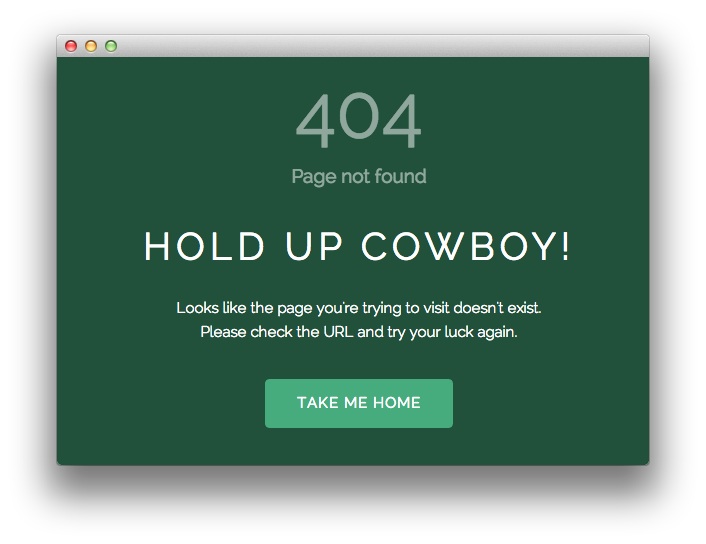 404
Page not found
HOLD UP COWBOY!
Looks like the page you're trying to visit doesn't exist.
Please check the URL and try your luck again.
TAKE ME HOME